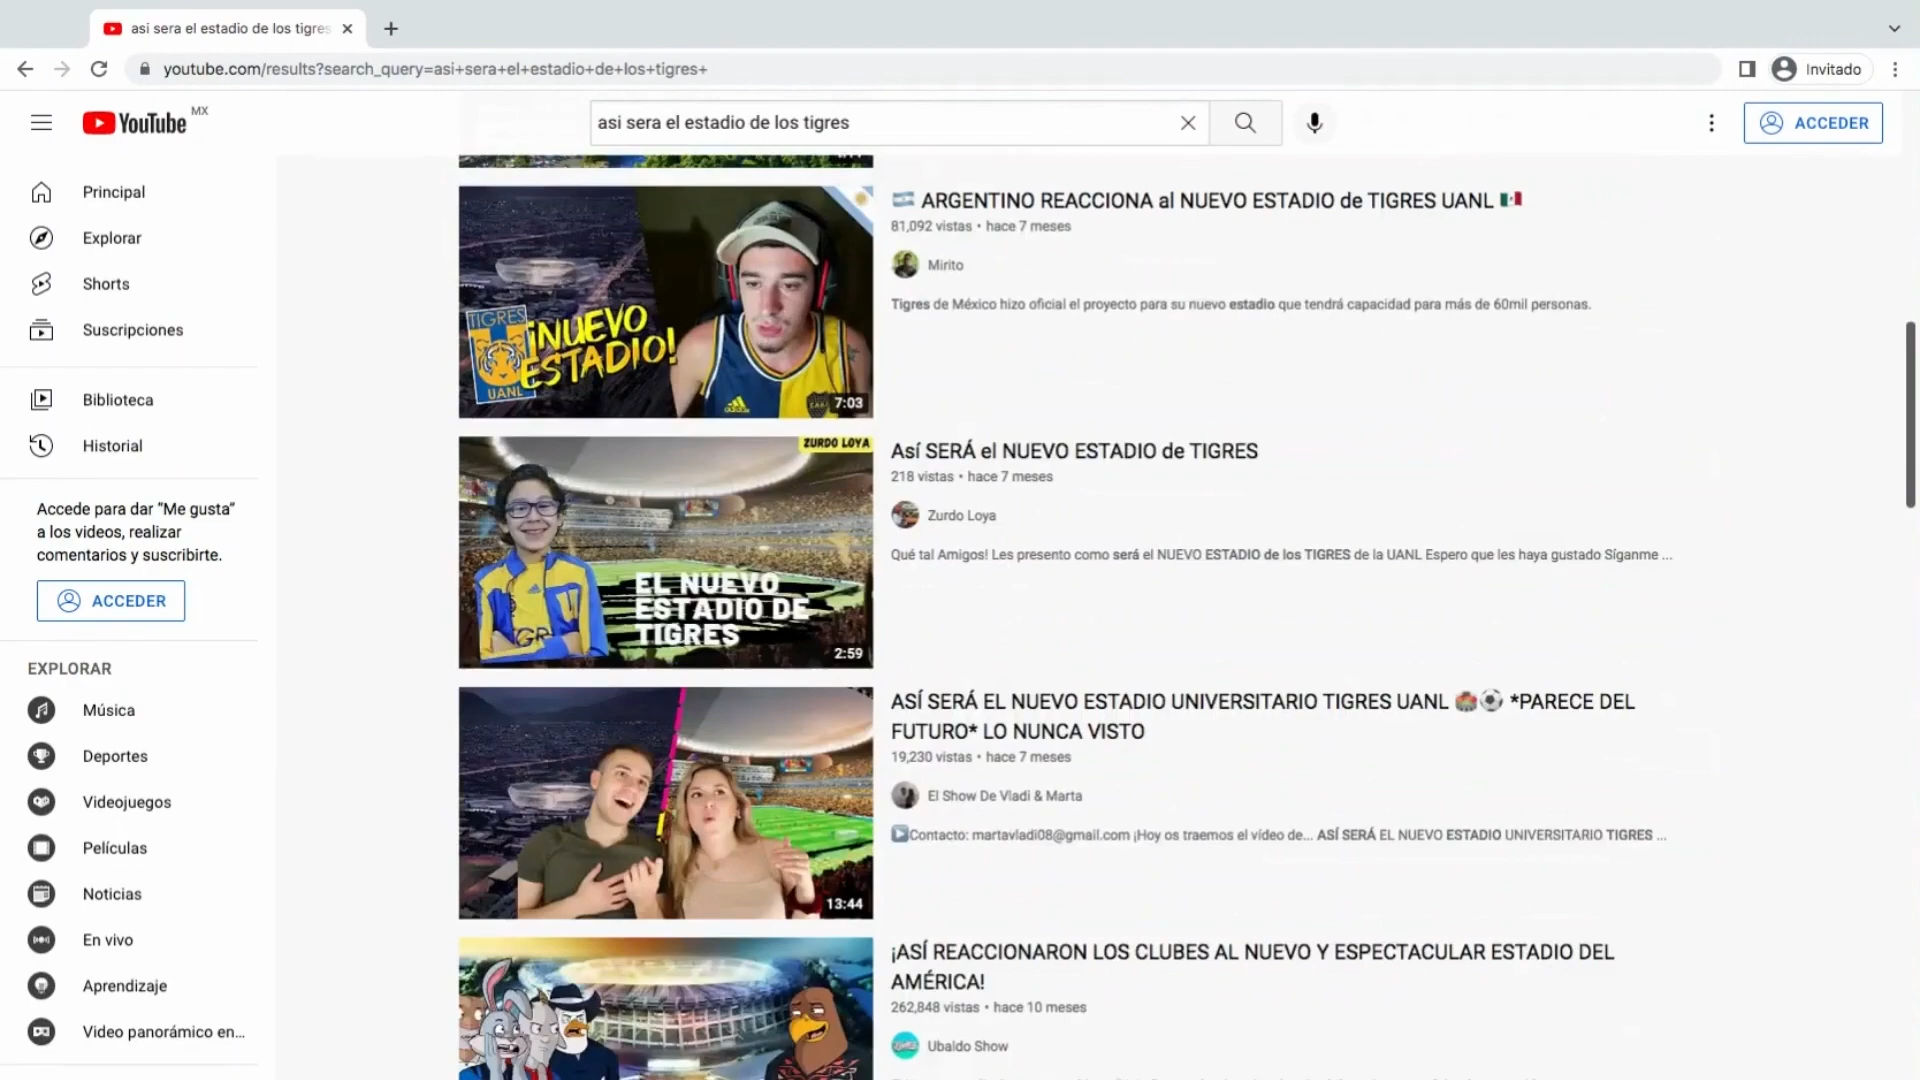 asi sera el estadio de los tigres
youtube.com/results?search_query=asi+sera+el+estadio+de+los+tigres+
Invitado
YouTube MX
asi sera el estadio de los tigres
ACCEDER
Principal
Explorar
Shorts
Suscripciones
Biblioteca
Historial
Accede para dar “Me gusta”
a los videos, realizar
comentarios y suscribirte.
ACCEDER
EXPLORAR
Música
Deportes
Videojuegos
Películas
Noticias
En vivo
Aprendizaje
Video panorámico en...
TIGRES
UANL
¡NUEVO
ESTADIO!
adidas
7:03
ARGENTINO REACCIONA al NUEVO ESTADIO de TIGRES UANL
81,092 vistas • hace 7 meses
Mirito
Tigres de México hizo oficial el proyecto para su nuevo estadio que tendrá capacidad para más de 60mil personas.
ZURDO LOYA
EL NUEVO
ESTADIO DE
TIGRES
2:59
Así SERÁ el NUEVO ESTADIO de TIGRES
218 vistas • hace 7 meses
Zurdo Loya
Qué tal Amigos! Les presento como será el NUEVO ESTADIO de los TIGRES de la UANL Espero que les haya gustado Síganme ...
13:44
ASÍ SERÁ EL NUEVO ESTADIO UNIVERSITARIO TIGRES UANL 🏟️⚽ *PARECE DEL
FUTURO* LO NUNCA VISTO
19,230 vistas • hace 7 meses
El Show De Vladi & Marta
Contacto: martavladi08@gmail.com ¡Hoy os traemos el vídeo de... ASÍ SERÁ EL NUEVO ESTADIO UNIVERSITARIO TIGRES ...
¡ASÍ REACCIONARON LOS CLUBES AL NUEVO Y ESPECTACULAR ESTADIO DEL
AMÉRICA!
262,848 vistas • hace 10 meses
Ubaldo Show